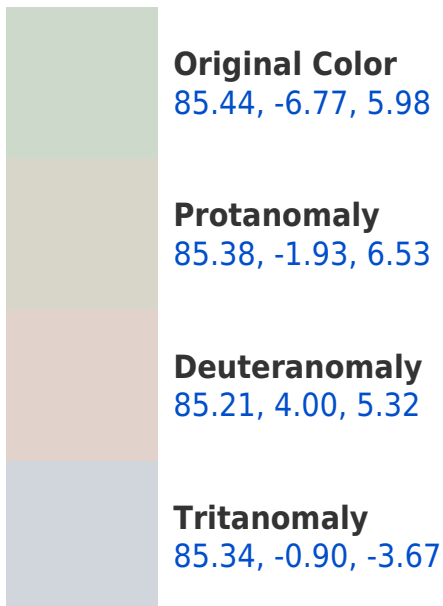 Original Color
85.44, -6.77, 5.98
Protanomaly
85.38, -1.93, 6.53
Deuteranomaly
85.21, 4.00, 5.32
Tritanomaly
85.34, -0.90, -3.67